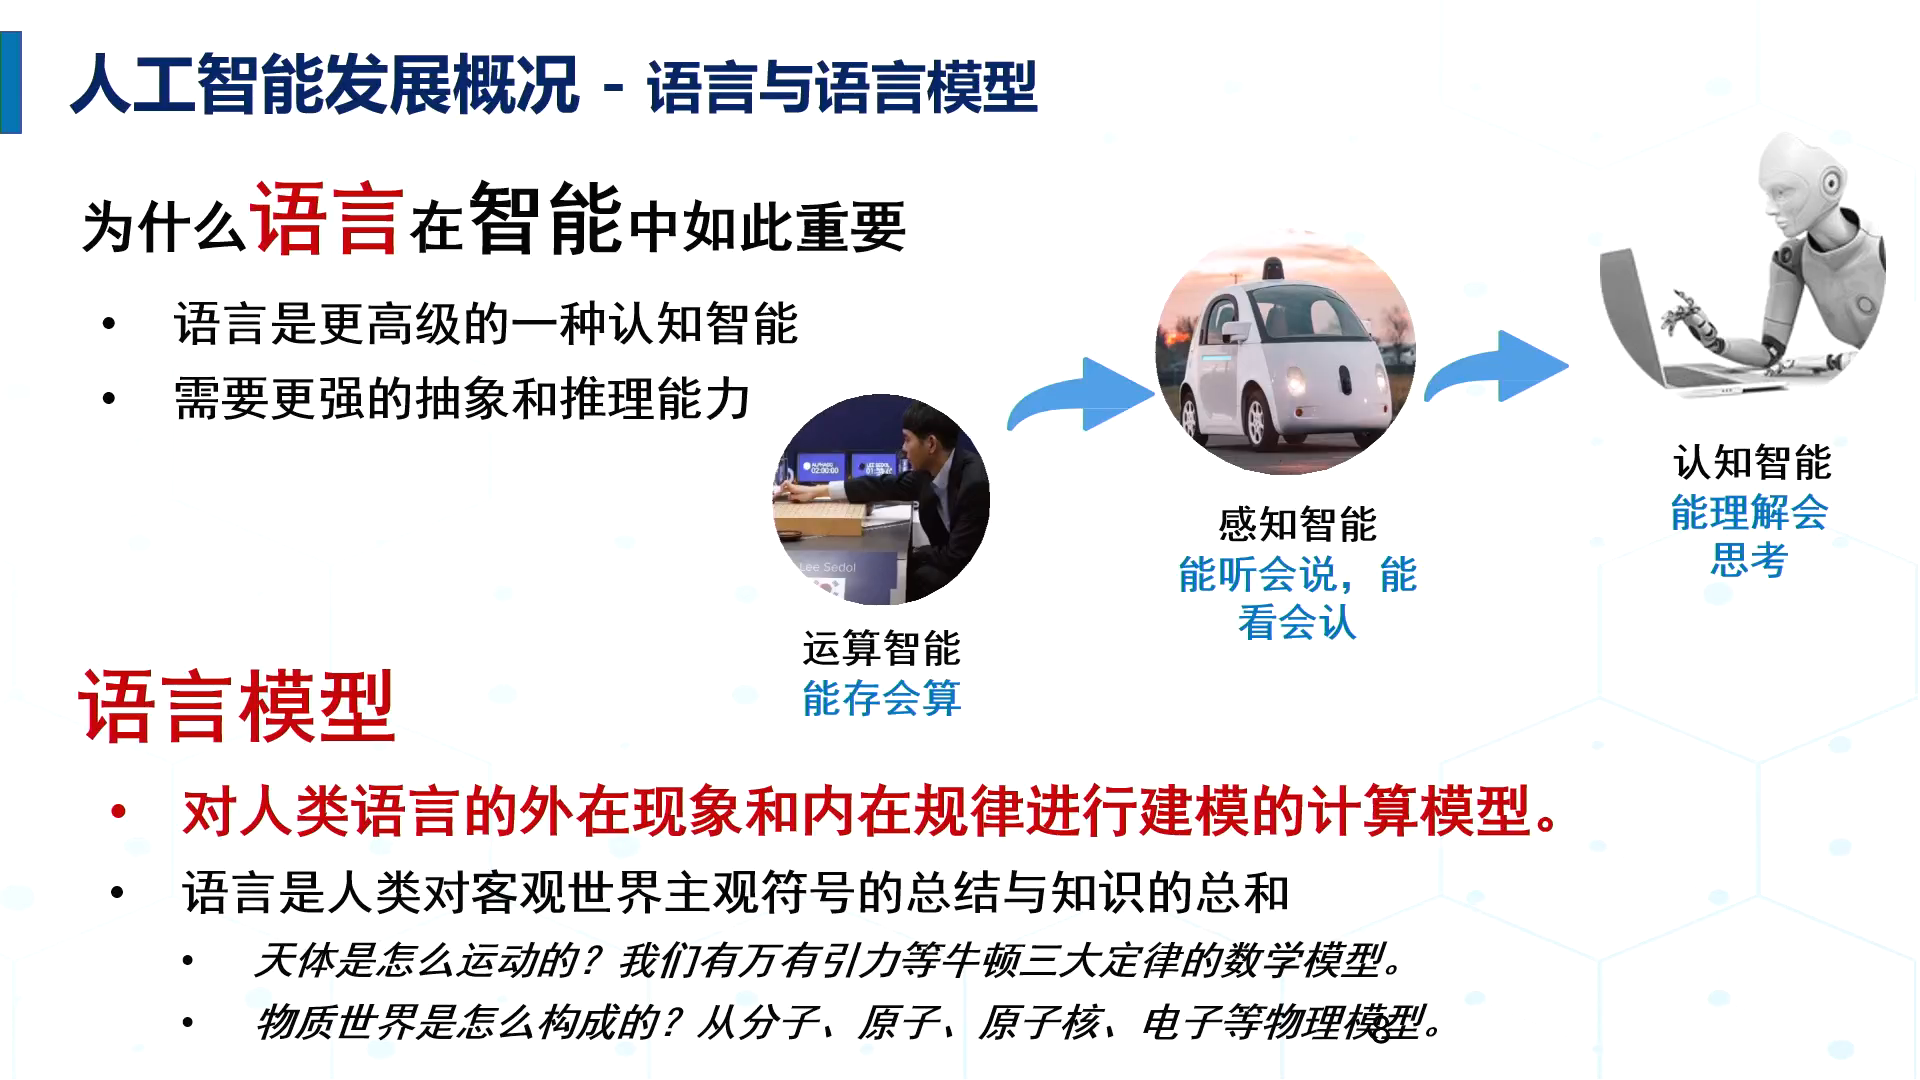 人工智能发展概况 - 语言与语言模型
为什么语言在智能中如此重要
• 语言是更高级的一种认知智能
• 需要更强的抽象和推理能力
ALPHAGO
02:00:00
LEE SEDOL
Lee Sedol
运算智能
能存会算
感知智能
能听会说，能
看会认
认知智能
能理解会
思考
语言模型
• 对人类语言的外在现象和内在规律进行建模的计算模型。
• 语言是人类对客观世界主观符号的总结与知识的总和
• 天体是怎么运动的？我们有万有引力等牛顿三大定律的数学模型。
• 物质世界是怎么构成的？从分子、原子、原子核、电子等物理模型。
8